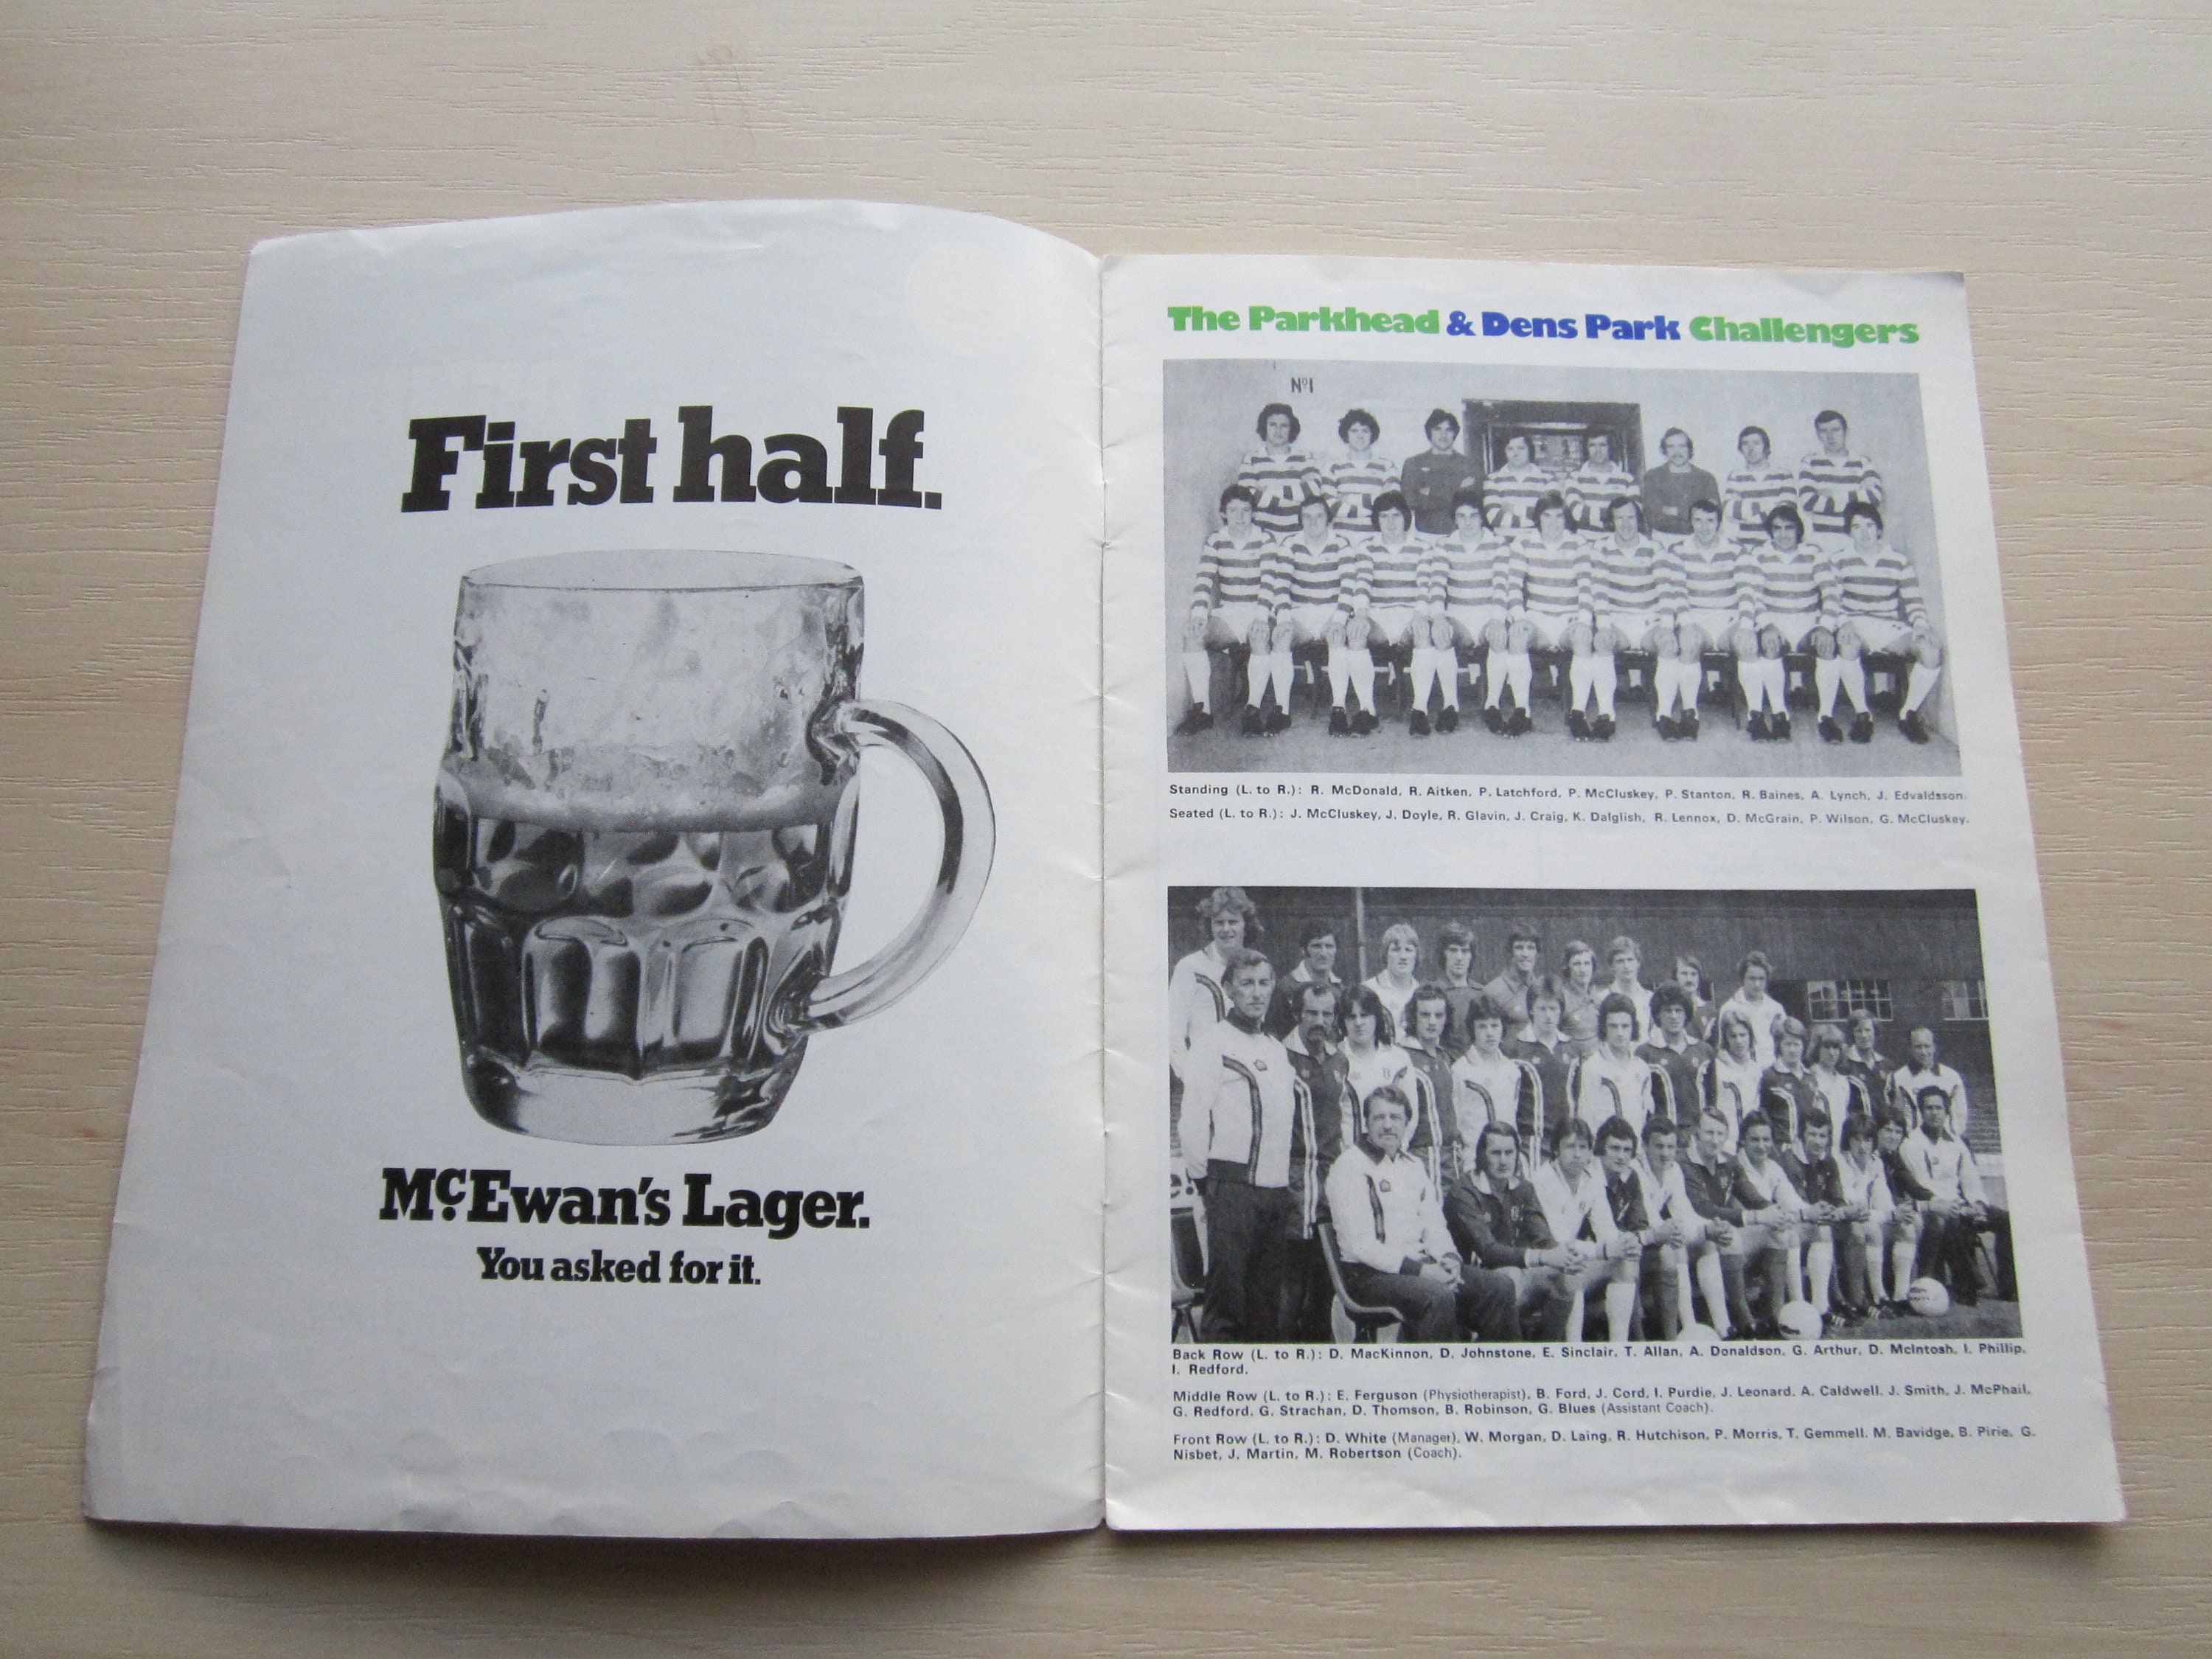 First half.
McEwan's Lager.
You asked for it.
The Parkhead & Dens Park Challengers
Nº1
Standing (L. to R.): R. McDonald, R. Aitken, P. Latchford, P. McCluskey, P. Stanton, R. Baines, A. Lynch, J. Edvaldsson.
Seated (L. to R.): J. McCluskey, J. Doyle, R. Glavin, J. Craig, K. Dalglish, R. Lennox, D. McGrain, P. Wilson, G. McCluskey.
Back Row (L. to R.): D. MacKinnon, D. Johnstone, E. Sinclair, T. Allan, A. Donaldson, G. Arthur, D. McIntosh, I. Phillip,
I. Redford.
Middle Row (L. to R.): E. Ferguson (Physiotherapist), B. Ford, J. Cord, I. Purdie, J. Leonard, A. Caldwell, J. Smith, J. McPhail,
G. Redford, G. Strachan, D. Thomson, B. Robinson, G. Blues (Assistant Coach).
Front Row (L. to R.): D. White (Manager), W. Morgan, D. Laing, R. Hutchison, P. Morris, T. Gemmell, M. Bavidge, B. Pirie, G.
Nisbet, J. Martin, M. Robertson (Coach).